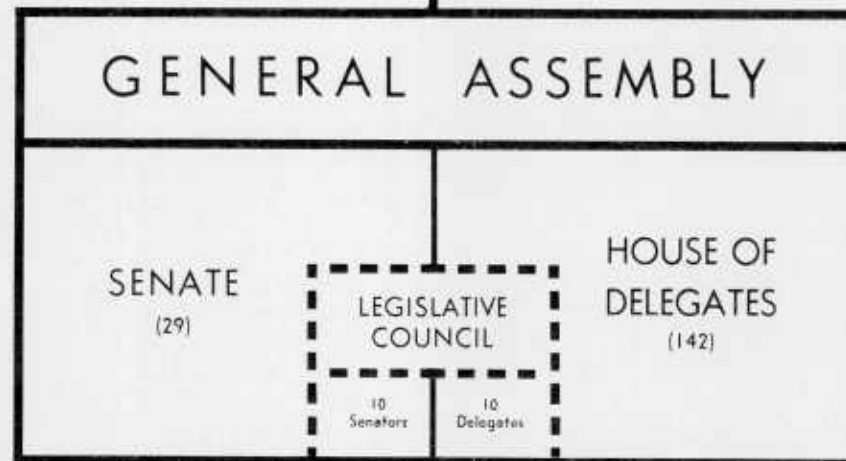 GENERAL ASSEMBLY
SENATE
(29)
LEGISLATIVE
COUNCIL
10
Senators
10
Delegates
HOUSE OF
DELEGATES
(142)